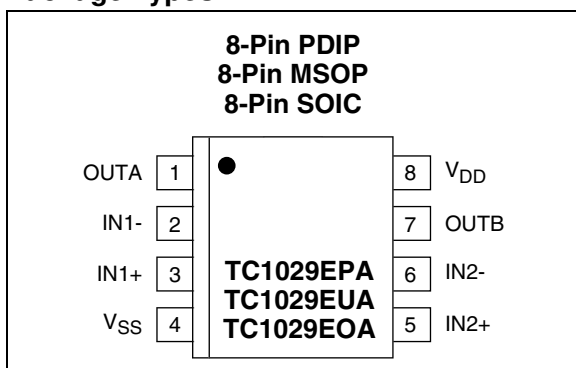 8-Pin PDIP
8-Pin MSOP
8-Pin SOIC
OUTA 1 8 VDD
IN1- 2 7 OUTB
IN1+ 3 TC1029EPA 6 IN2-
TC1029EUA
VSS 4 TC1029EOA 5 IN2+